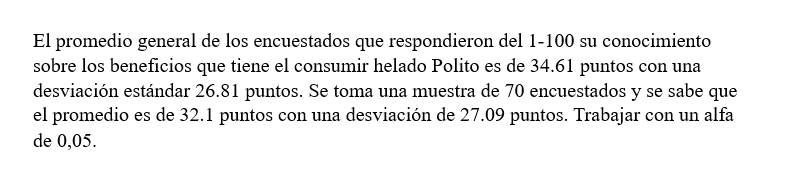 El promedio general de los encuestados que respondieron del 1-100 su conocimiento
sobre los beneficios que tiene el consumir helado Polito es de 34.61 puntos con una
desviación estándar 26.81 puntos. Se toma una muestra de 70 encuestados y se sabe que
el promedio es de 32.1 puntos con una desviación de 27.09 puntos. Trabajar con un alfa
de 0,05.